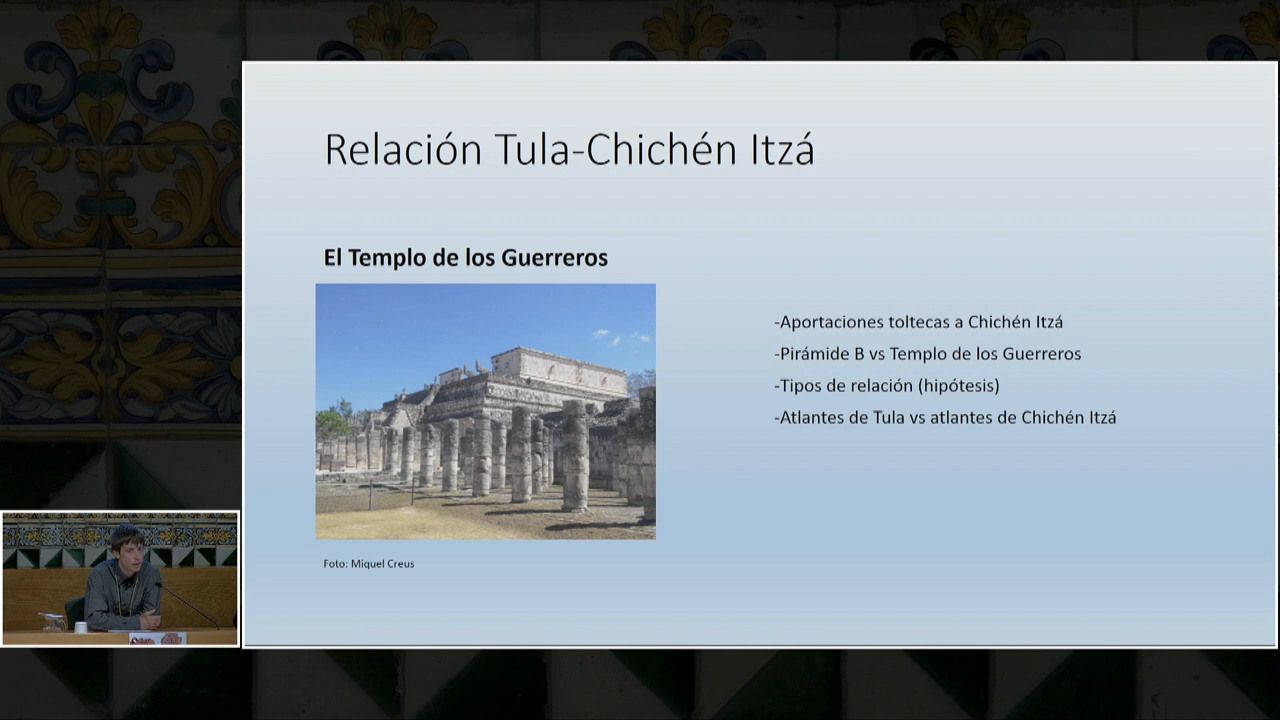 Relación Tula-Chichén Itzá
El Templo de los Guerreros
-Aportaciones toltecas a Chichén Itzá
-Pirámide B vs Templo de los Guerreros
-Tipos de relación (hipótesis)
-Atlantes de Tula vs atlantes de Chichén Itzá
Foto: Miquel Creus